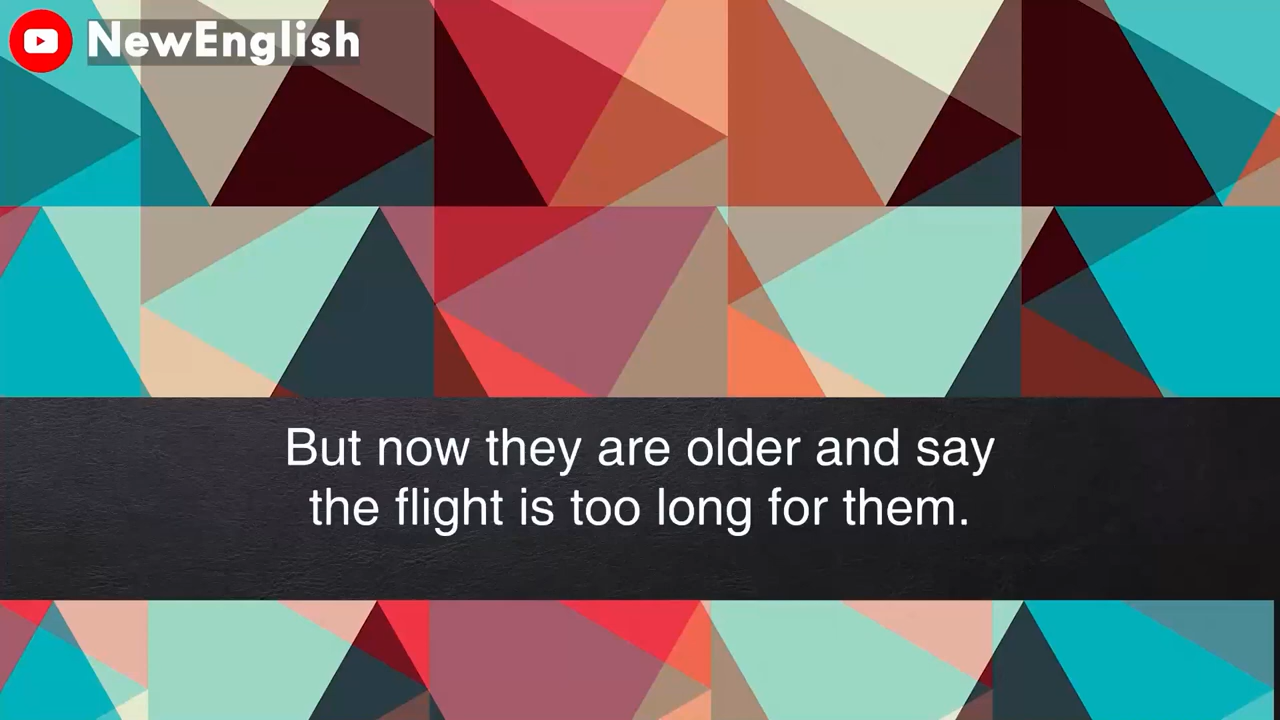 NewEnglish
But now they are older and say
the flight is too long for them.